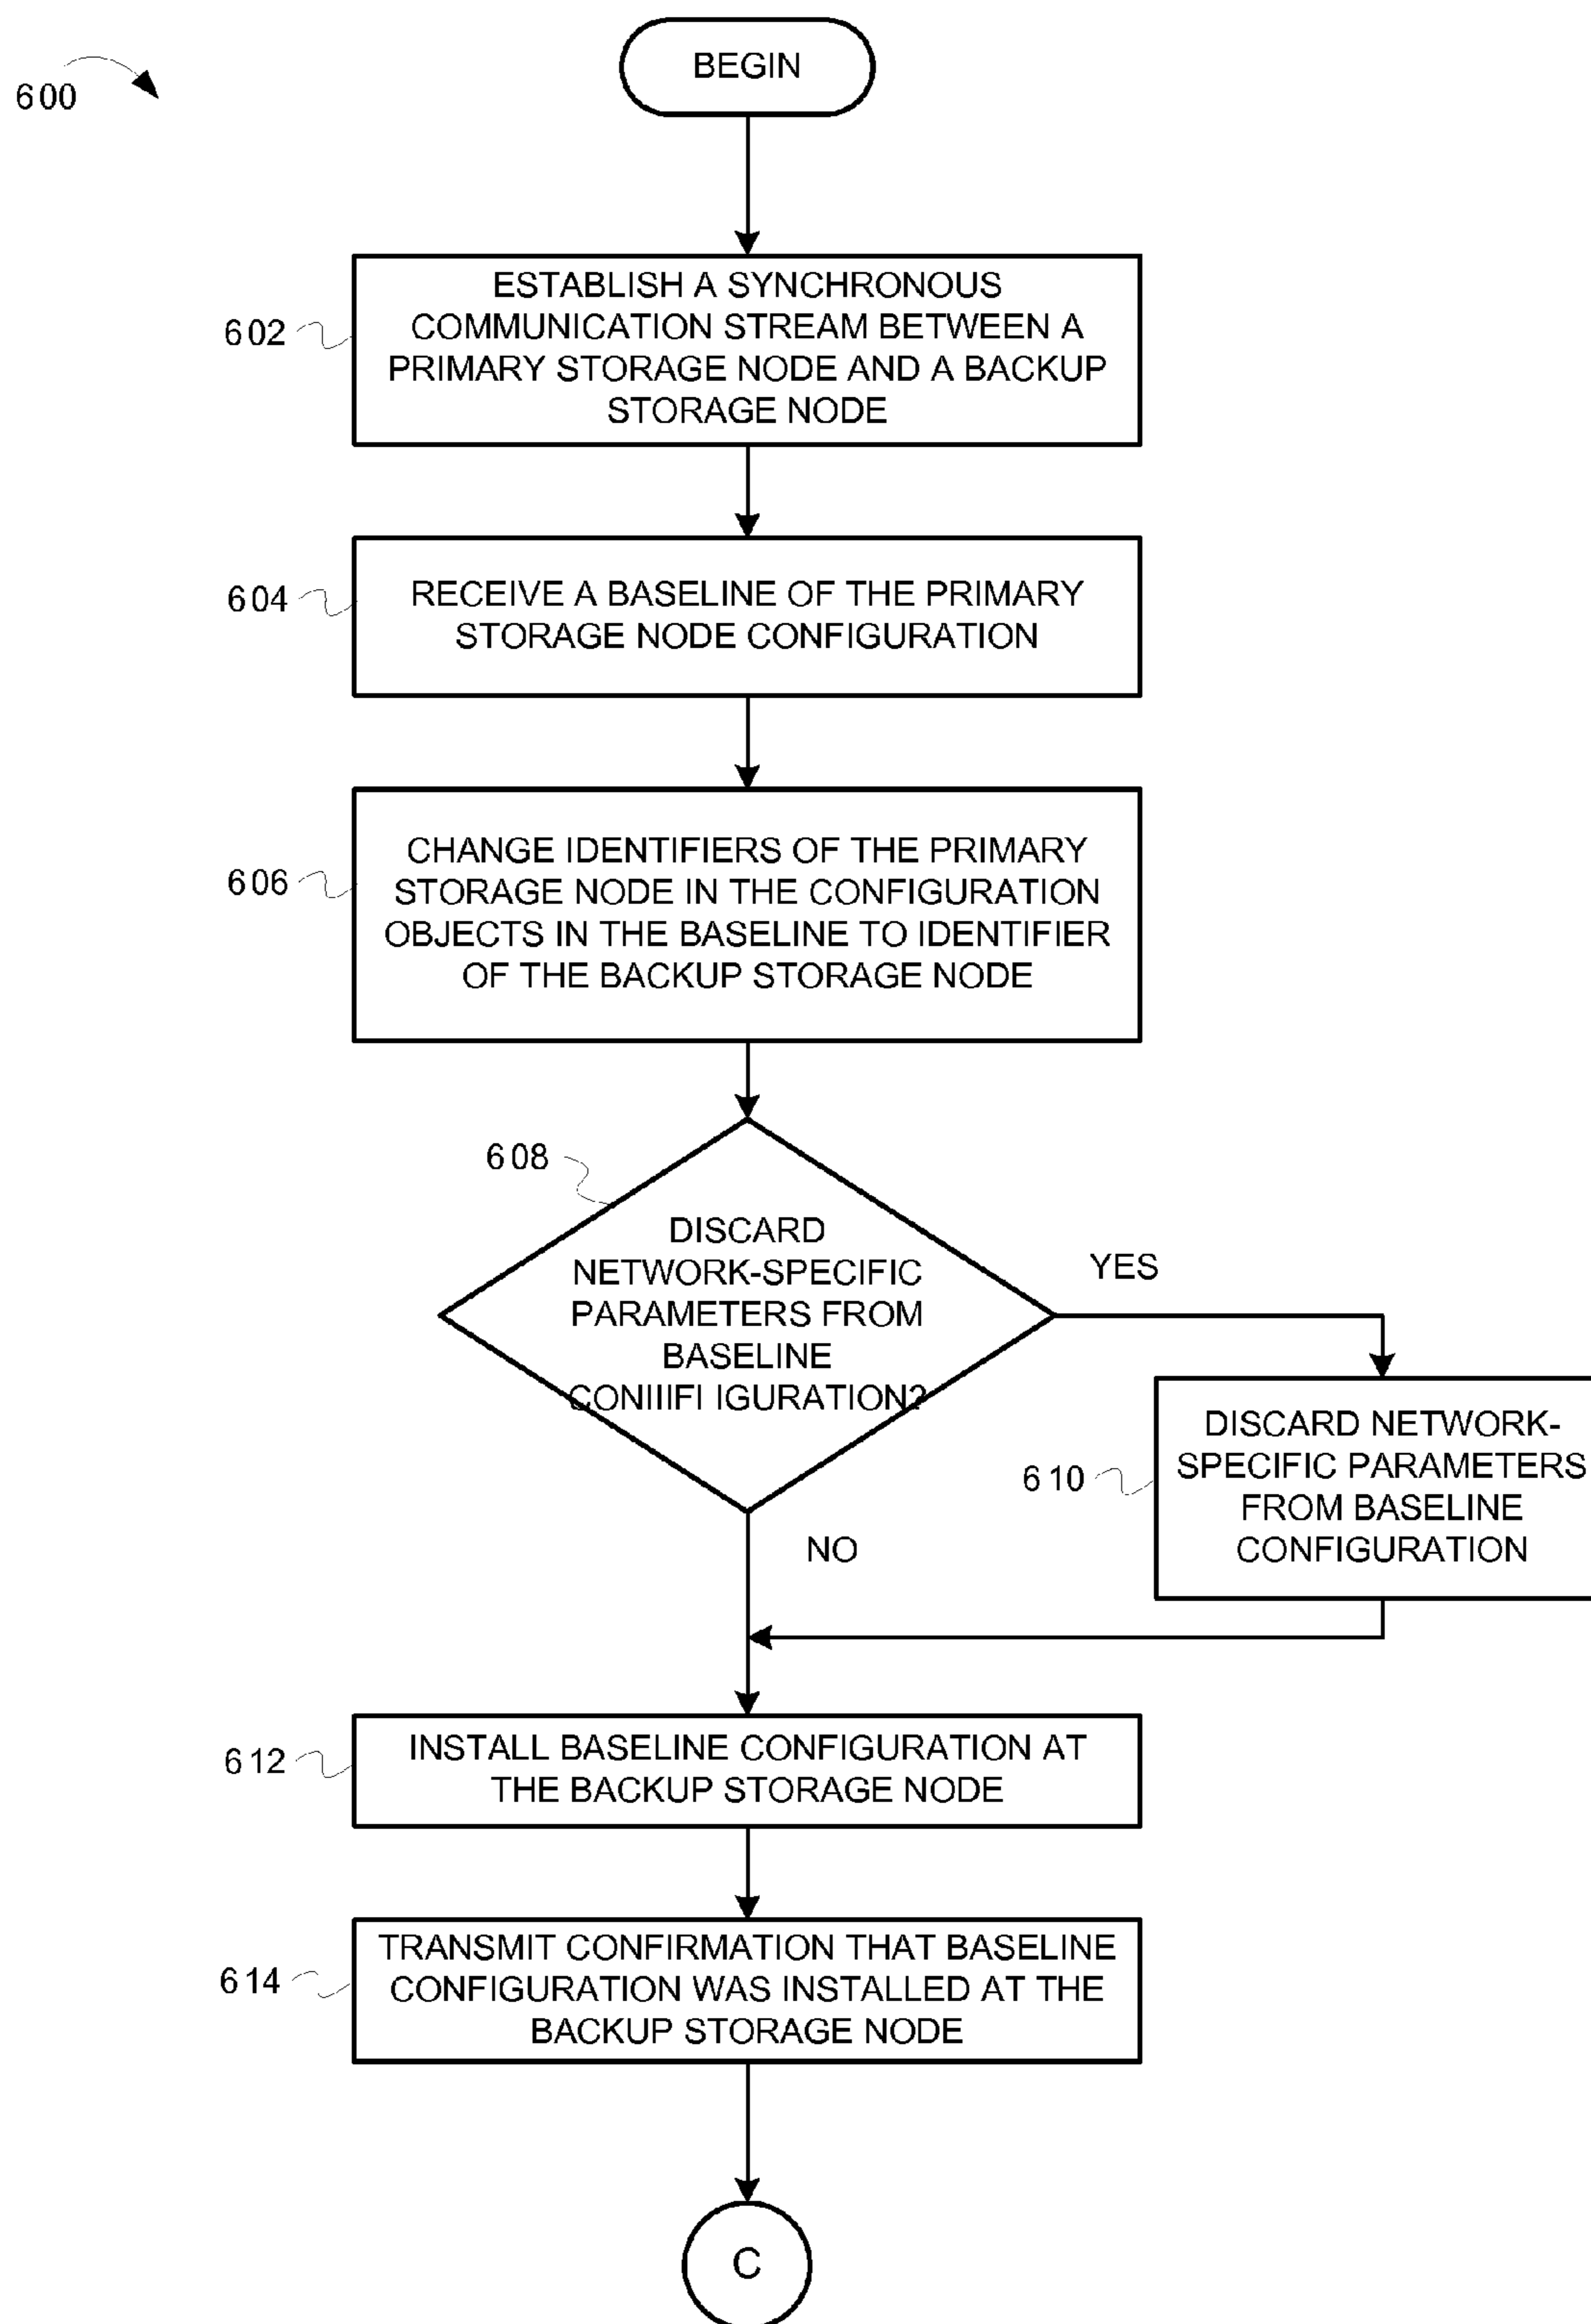 BEGIN
600
602
ESTABLISH A SYNCHRONOUS
COMMUNICATION STREAM BETWEEN A
PRIMARY STORAGE NODE AND A BACKUP
STORAGE NODE
604
RECEIVE A BASELINE OF THE PRIMARY
STORAGE NODE CONFIGURATION
606
CHANGE IDENTIFIERS OF THE PRIMARY
STORAGE NODE IN THE CONFIGURATION
OBJECTS IN THE BASELINE TO IDENTIFIER
OF THE BACKUP STORAGE NODE
608
DISCARD
NETWORK-SPECIFIC
PARAMETERS FROM
BASELINE
CONIIIFI IGURATION?
YES
NO
610
DISCARD NETWORK-
SPECIFIC PARAMETERS
FROM BASELINE
CONFIGURATION
612
INSTALL BASELINE CONFIGURATION AT
THE BACKUP STORAGE NODE
614
TRANSMIT CONFIRMATION THAT BASELINE
CONFIGURATION WAS INSTALLED AT THE
BACKUP STORAGE NODE
C